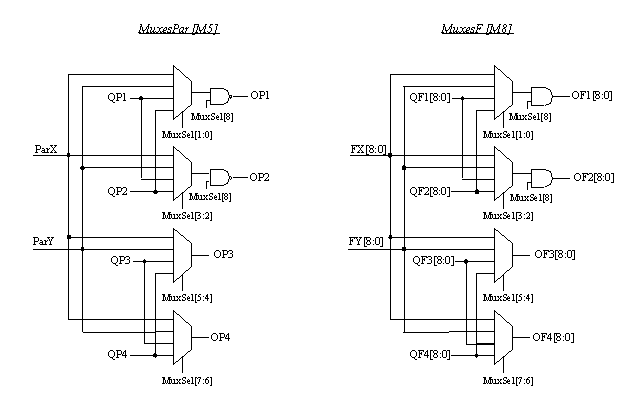 MuxesPar [M5]
QP1
OP1
MuxSel[8]
MuxSel[1:0]
ParX
OP2
QP2
MuxSel[8]
MuxSel[3:2]
ParY
QP3
OP3
MuxSel[5:4]
OP4
QP4
MuxSel[7:6]
MuxesF [M8]
QF1[8:0]
OF1[8:0]
MuxSel[8]
MuxSel[1:0]
FX[8:0]
OF2[8:0]
QF2[8:0]
MuxSel[8]
MuxSel[3:2]
FY[8:0]
QF3[8:0]
OF3[8:0]
MuxSel[5:4]
OF4[8:0]
QF4[8:0]
MuxSel[7:6]